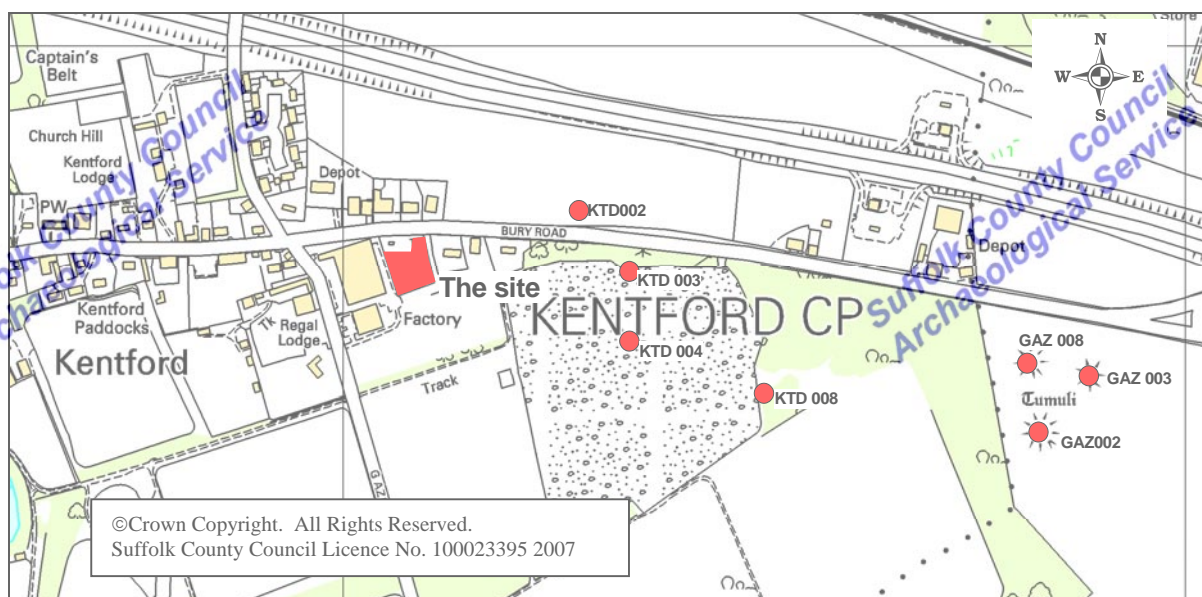 Captain's
Belt
Store
N
W E
S
Suffolk County Council
Archaeological Service
Suffolk County Council
Archaeological Service
Church Hill
Kentford
Lodge
PW
Depot
KTD002
BURY ROAD
Depot
The site
KTD 003
KENTFORD CP
Kentford
Paddocks
Tk
Regal
Lodge
Factory
KTD 004
GAZ 008
GAZ 003
Kentford
Track
KTD 008
Tumuli
GAZ002
GAZ
©Crown Copyright. All Rights Reserved.
Suffolk County Council Licence No. 100023395 2007